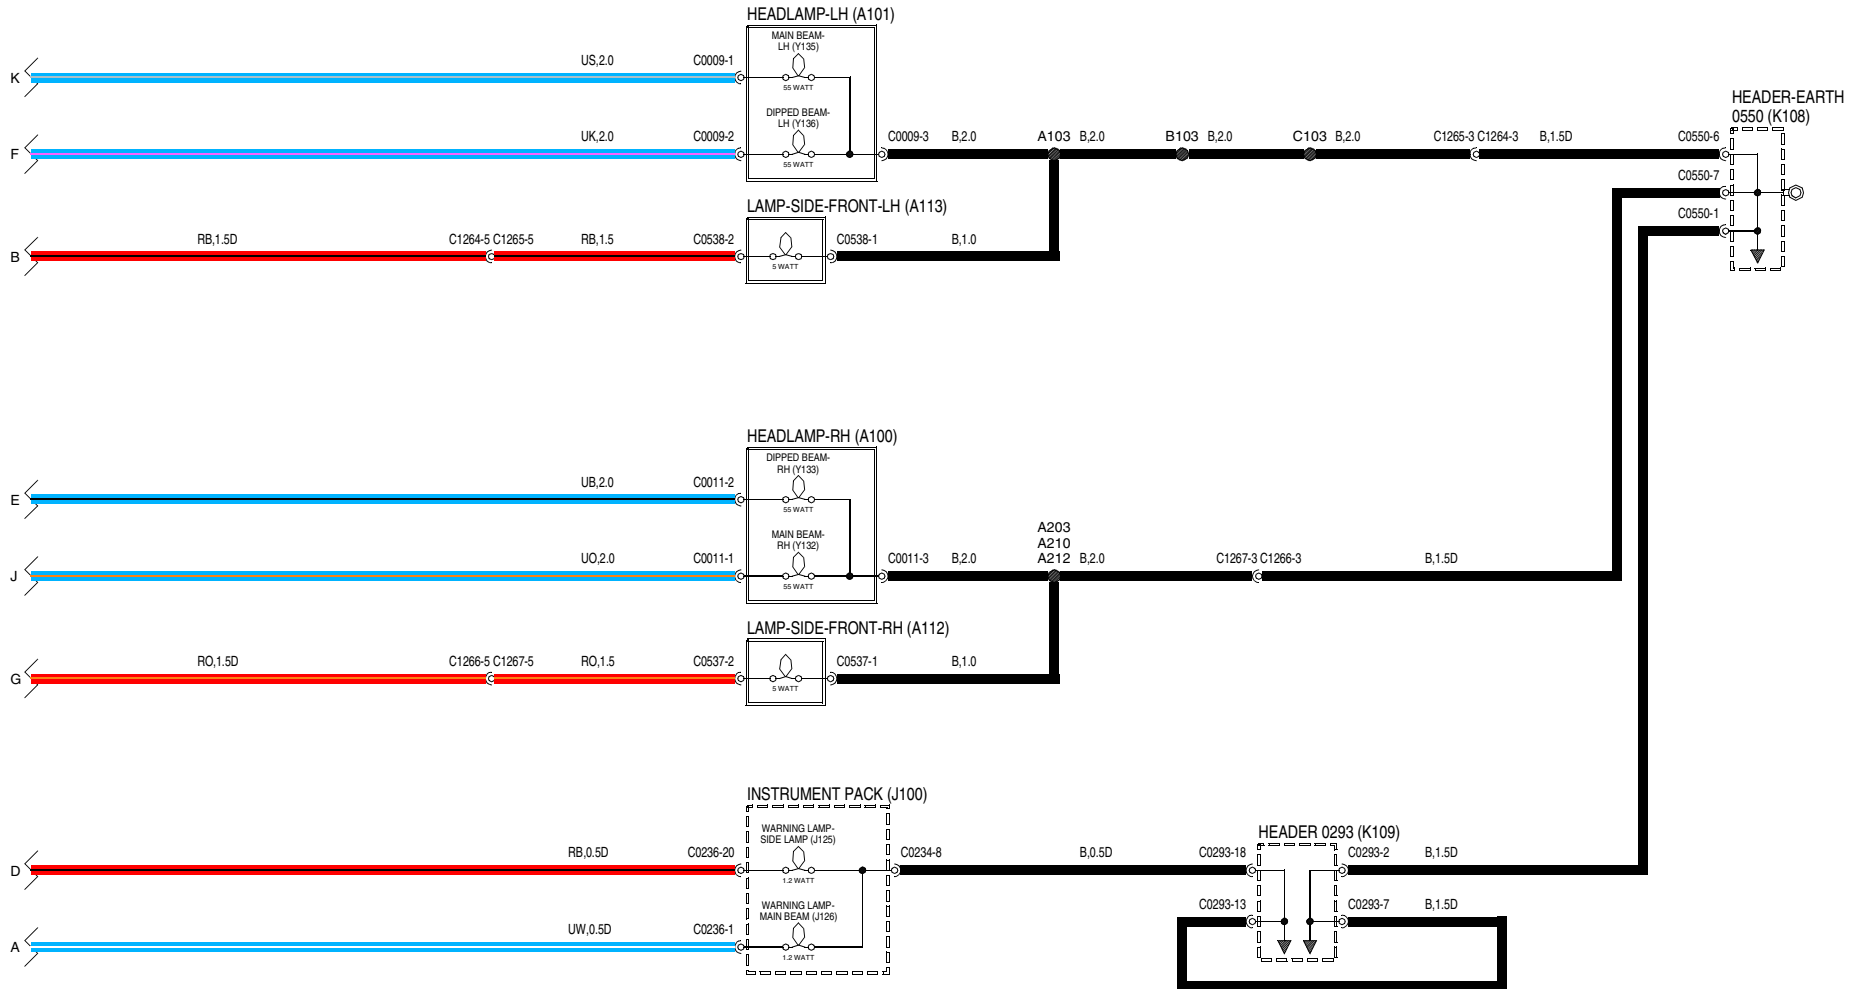 HEADLAMP-LH (A101)
MAIN BEAM-
LH (Y135)
K
US,2.0
C0009-1
55 WATT
HEADER-EARTH
0550 (K108)
DIPPED BEAM-
LH (Y136)
F
UK,2.0
C0009-2
55 WATT
C0009-3
B,2.0
A103
B,2.0
B103
B,2.0
C103
B,2.0
C1265-3 C1264-3
B,1.5D
C0550-6
C0550-7
C0550-1
LAMP-SIDE-FRONT-LH (A113)
B
RB,1.5D
C1264-5 C1265-5
RB,1.5
C0538-2
5 WATT
C0538-1
B,1.0
HEADLAMP-RH (A100)
DIPPED BEAM-
RH (Y133)
E
UB,2.0
C0011-2
55 WATT
MAIN BEAM-
RH (Y132)
J
UO,2.0
C0011-1
55 WATT
C0011-3
B,2.0
A203
A210
A212
B,2.0
C1267-3 C1266-3
B,1.5D
LAMP-SIDE-FRONT-RH (A112)
G
RO,1.5D
C1266-5 C1267-5
RO,1.5
C0537-2
5 WATT
C0537-1
B,1.0
INSTRUMENT PACK (J100)
WARNING LAMP-
SIDE LAMP (J125)
D
RB,0.5D
C0236-20
1.2 WATT
C0234-8
B,0.5D
HEADER 0293 (K109)
C0293-18
C0293-2
B,1.5D
WARNING LAMP-
MAIN BEAM (J126)
A
UW,0.5D
C0236-1
1.2 WATT
C0293-13
C0293-7
B,1.5D